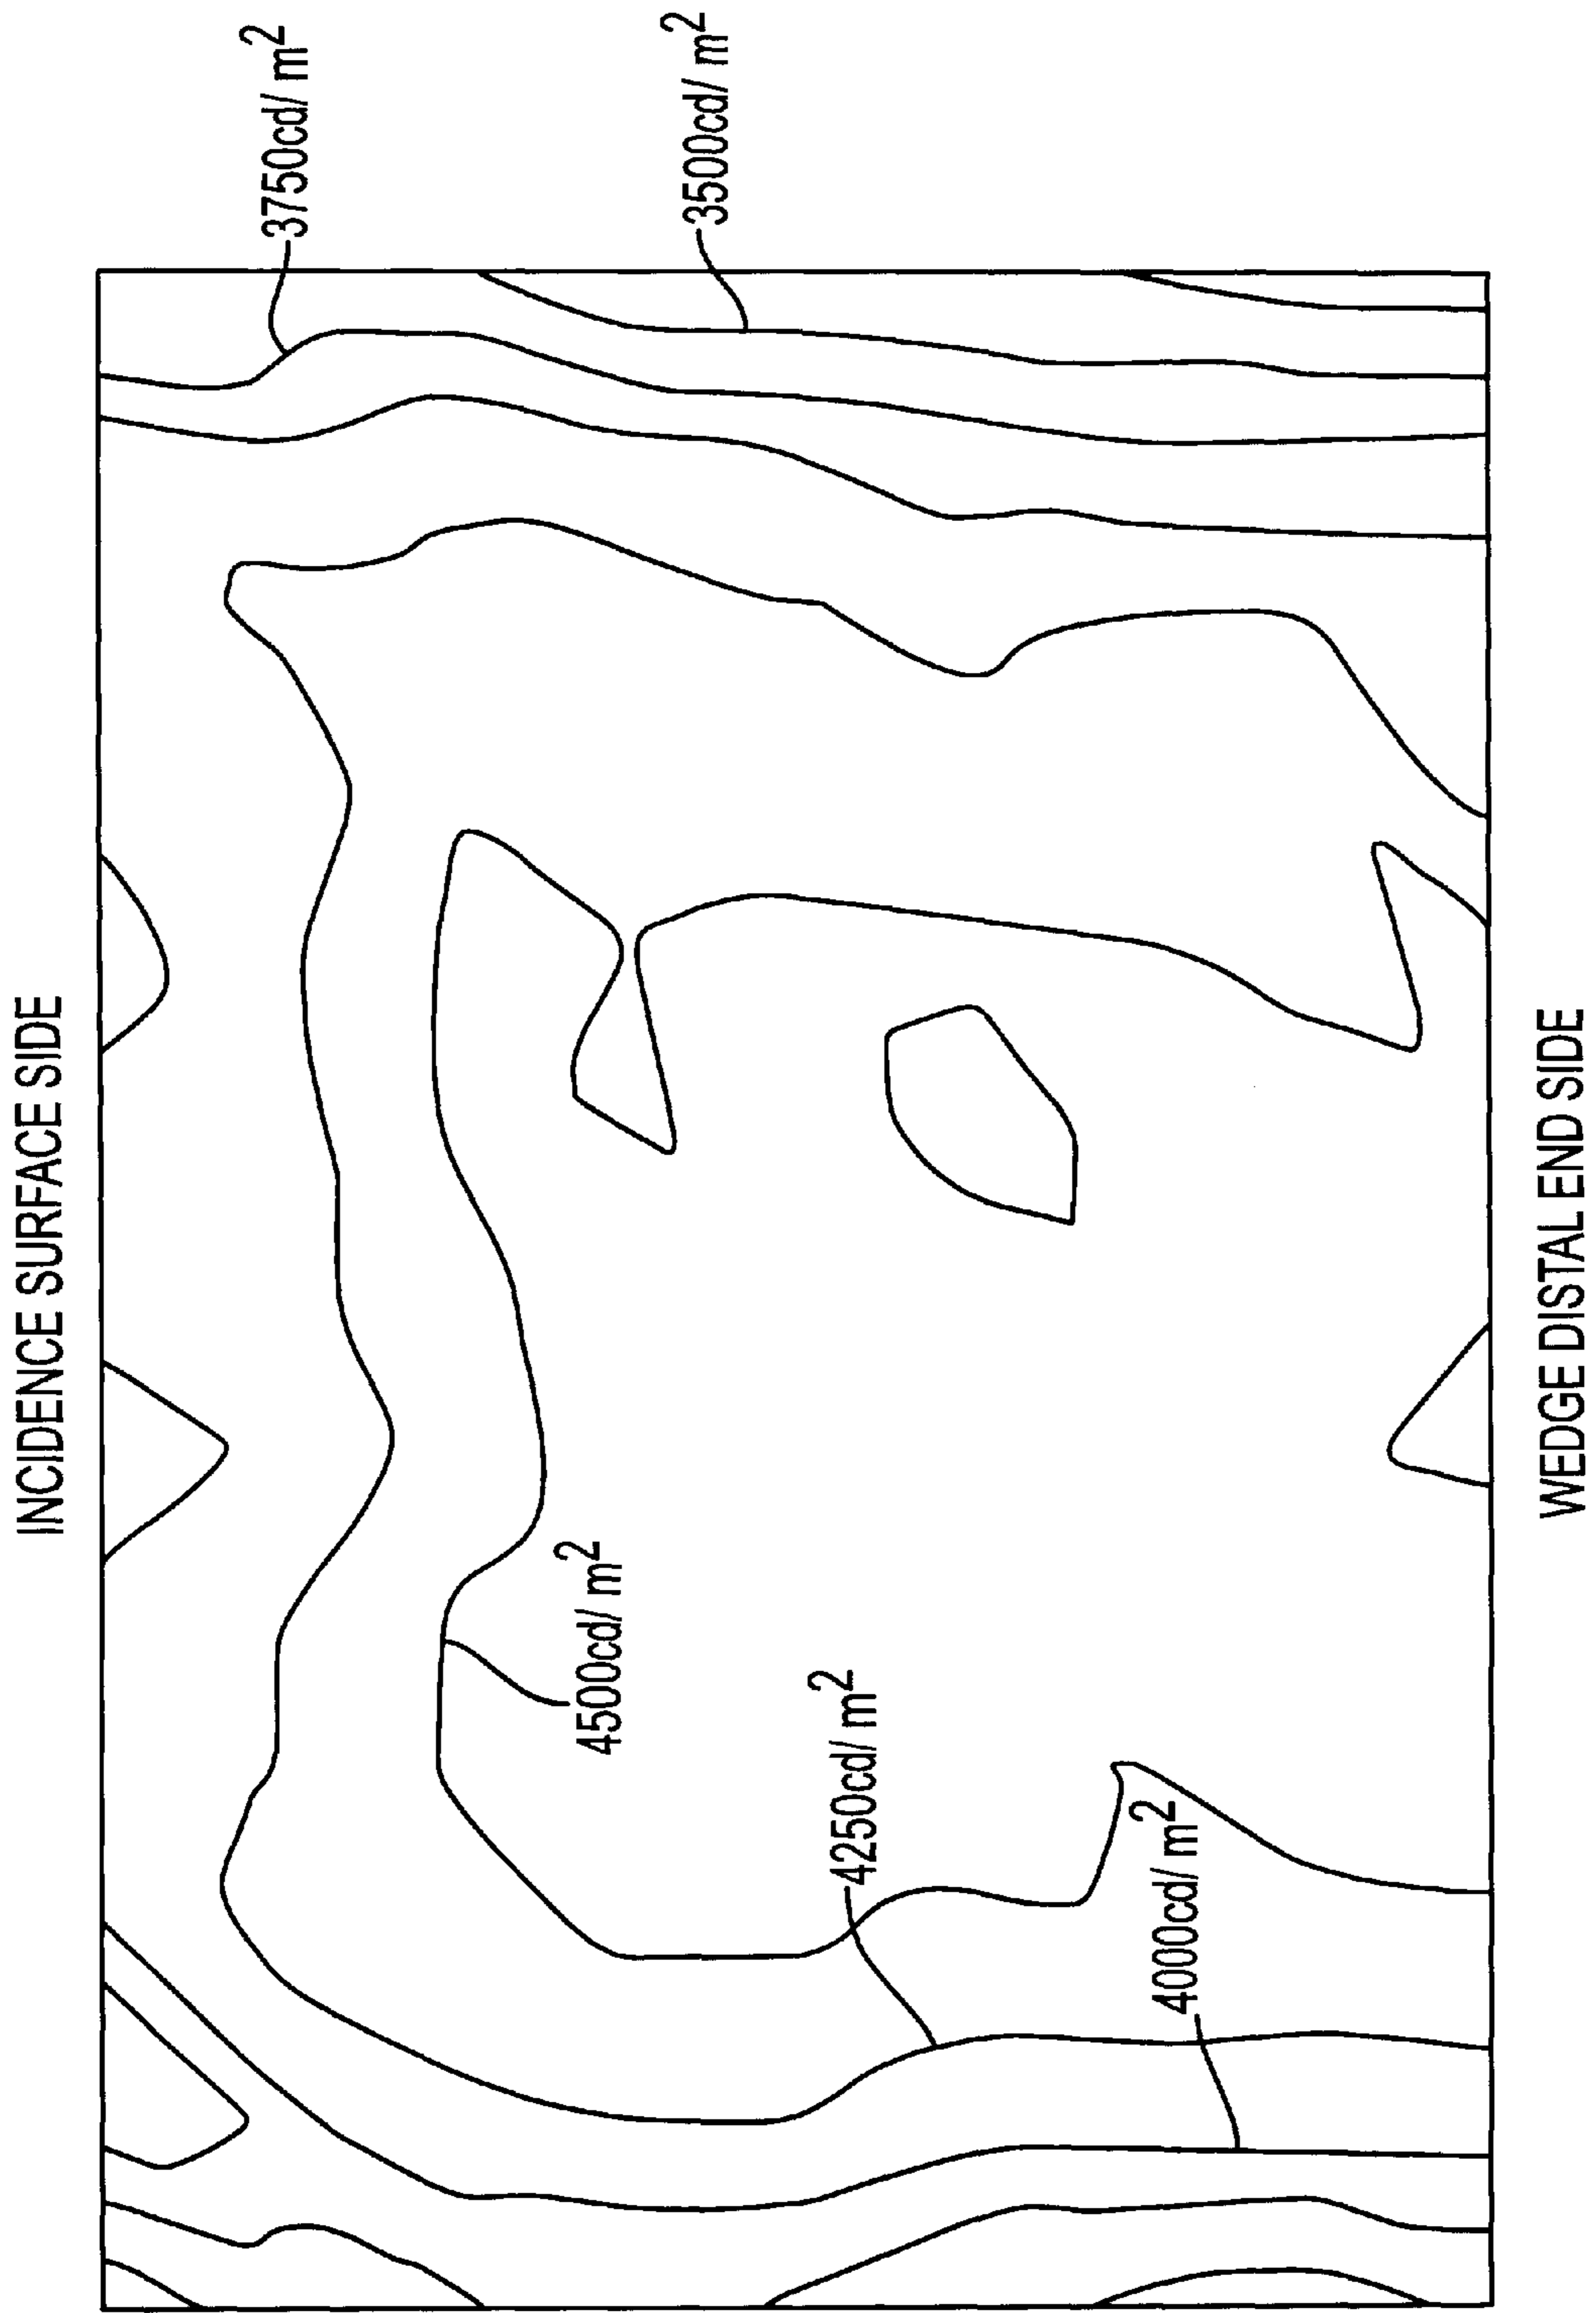 INCIDENCE SURFACE SIDE
3750cd/ m2
3500cd/ m2
4500cd/ m2
4250cd/ m2
4000cd/ m2
WEDGE DISTAL END SIDE